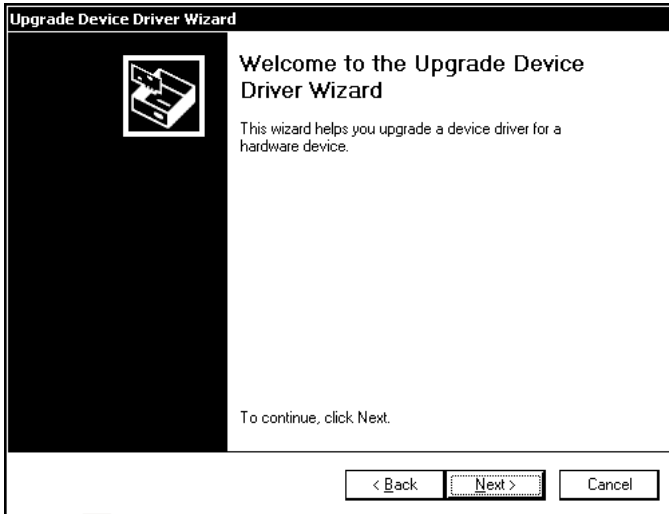 Upgrade Device Driver Wizard
Welcome to the Upgrade Device
Driver Wizard
This wizard helps you upgrade a device driver for a
hardware device.
To continue, click Next.
< Back
Next >
Cancel